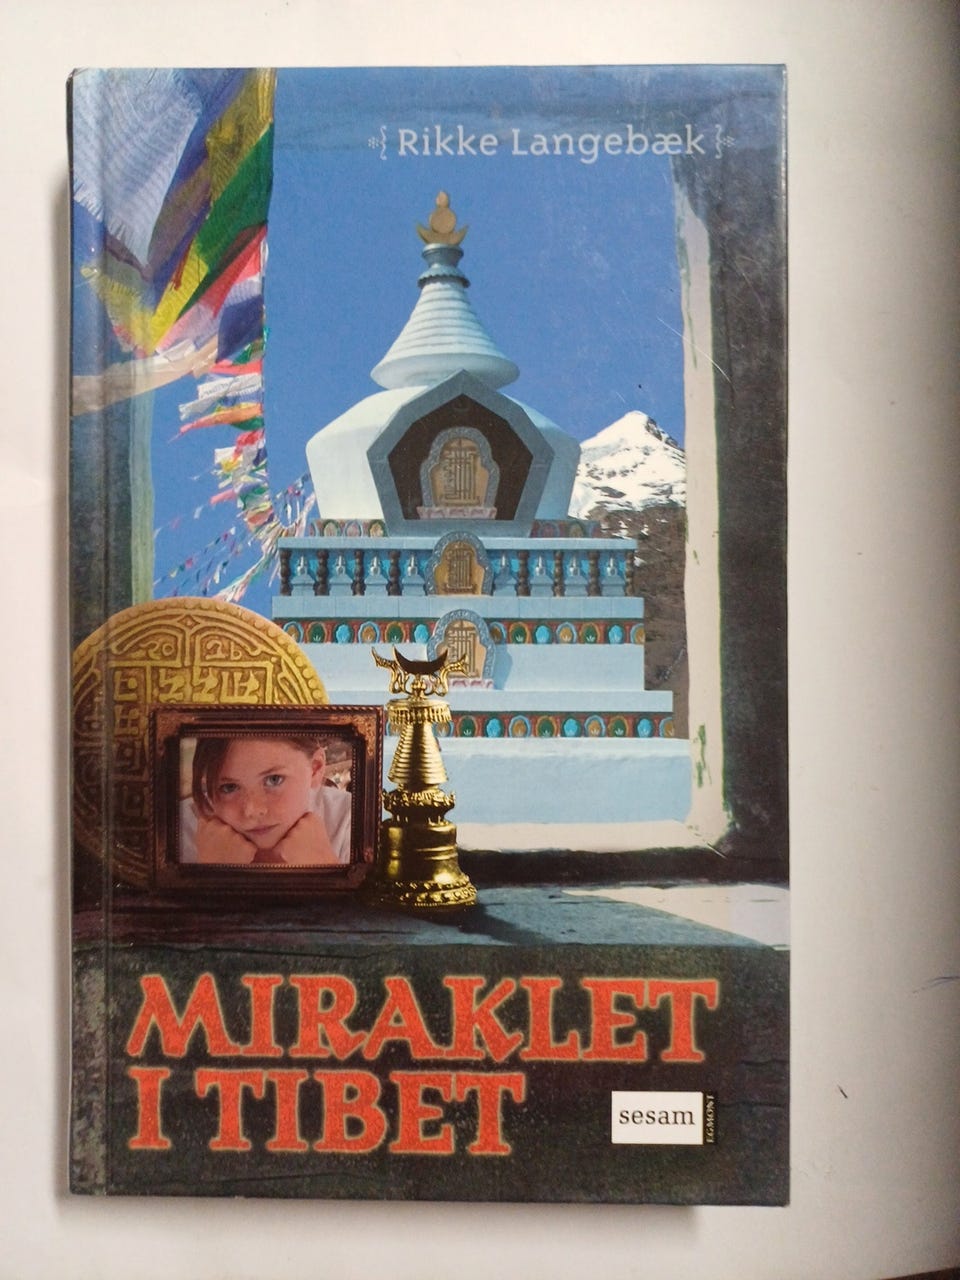 Rikke Langebæk
MIRAKLET
I TIBET
sesam
EGMONT